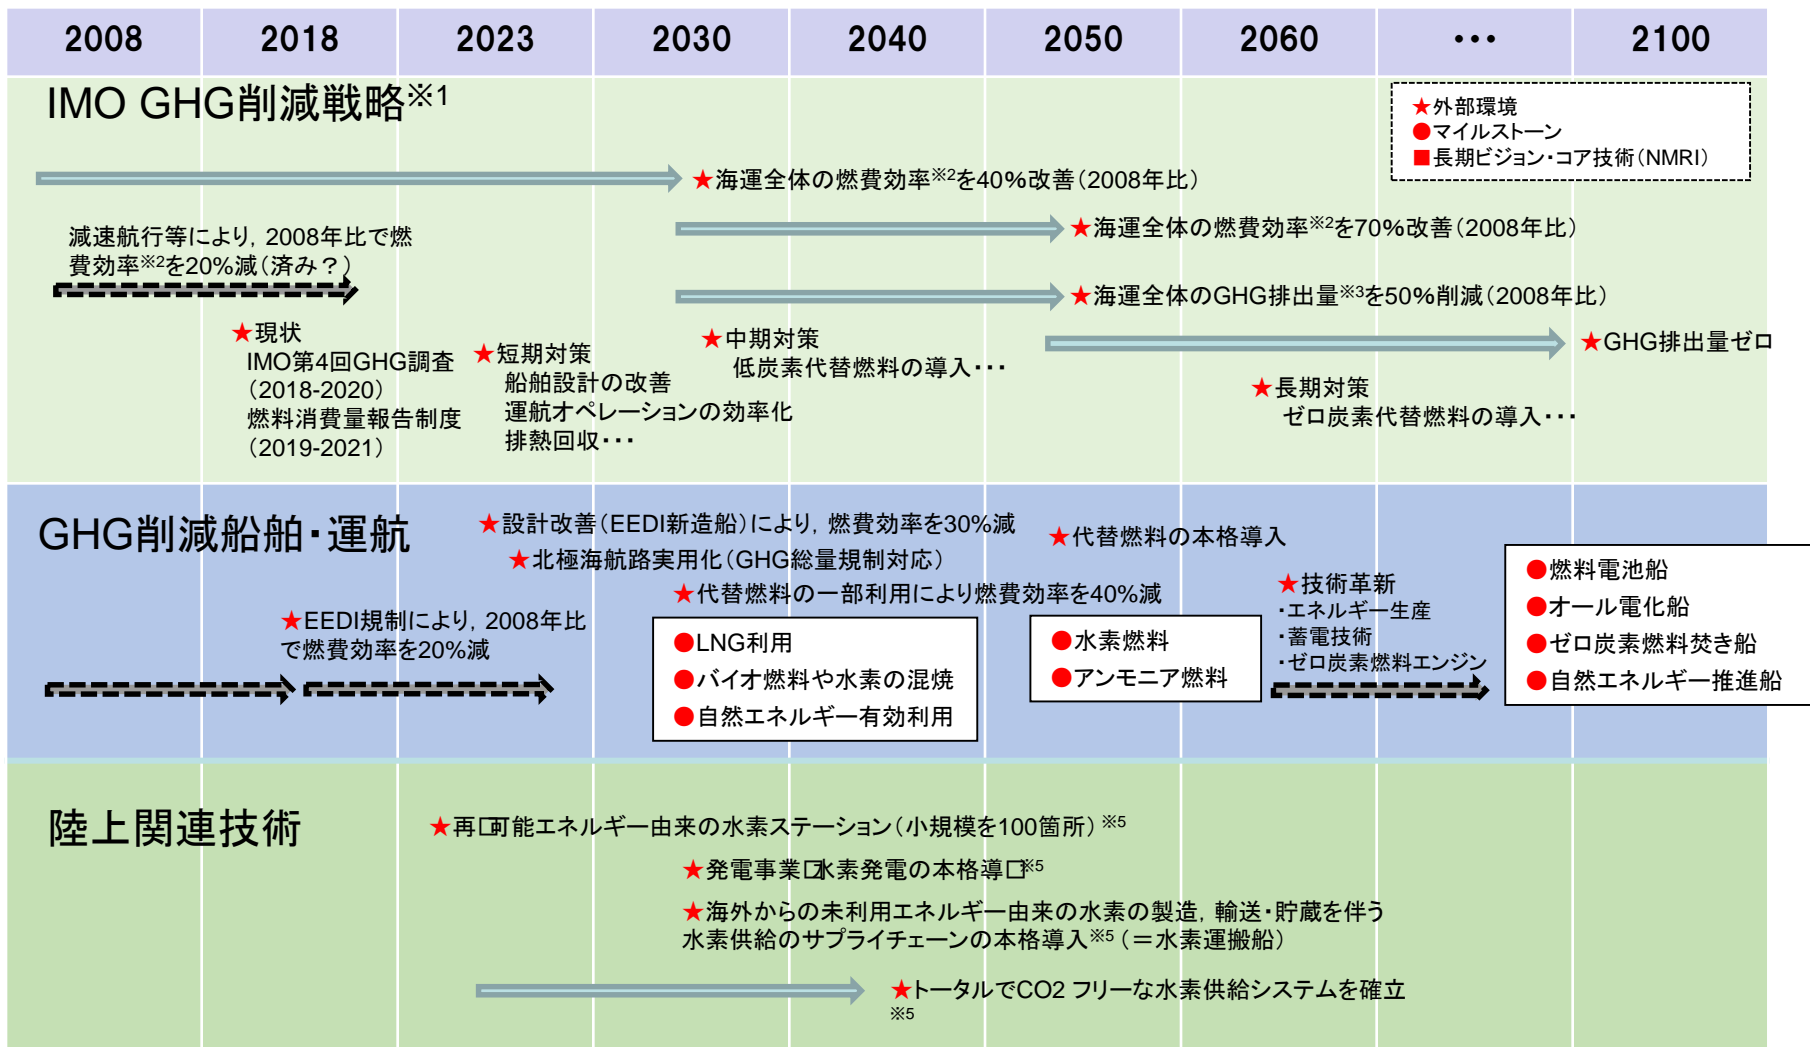 2008 2018 2023 2030 2040 2050 2060 ・・・ 2100
IMO GHG削減戦略※1
★外部環境
●マイルストーン
■長期ビジョン・コア技術（NMRI）
★海運全体の燃費効率※2を40%改善（2008年比）
★海運全体の燃費効率※2を70%改善（2008年比）
減速航行等により，2008年比で燃
費効率※2を20%減（済み？）
★海運全体のGHG排出量※3を50%削減（2008年比）
★現状
IMO第4回GHG調査
（2018-2020）
燃料消費量報告制度
（2019-2021）
★短期対策
船舶設計の改善
運航オペレーションの効率化
排熱回収・・・
★中期対策
低炭素代替燃料の導入・・・
★GHG排出量ゼロ
★長期対策
ゼロ炭素代替燃料の導入・・・
GHG削減船舶・運航
★設計改善（EEDI新造船）により，燃費効率を30%減
★北極海航路実用化（GHG総量規制対応）
★代替燃料の一部利用により燃費効率を40%減
★EEDI規制により，2008年比
で燃費効率を20%減
●LNG利用
●バイオ燃料や水素の混焼
●自然エネルギー有効利用
★代替燃料の本格導入
●水素燃料
●アンモニア燃料
★技術革新
・エネルギー生産
・蓄電技術
・ゼロ炭素燃料エンジン
●燃料電池船
●オール電化船
●ゼロ炭素燃料焚き船
●自然エネルギー推進船
陸上関連技術
★再□可能エネルギー由来の水素ステーション（小規模を100箇所）※5
★発電事業□水素発電の本格導□※5
★海外からの未利用エネルギー由来の水素の製造，輸送・貯蔵を伴う
水素供給のサプライチェーンの本格導入※5（＝水素運搬船）
★トータルでCO2 フリーな水素供給システムを確立
※5